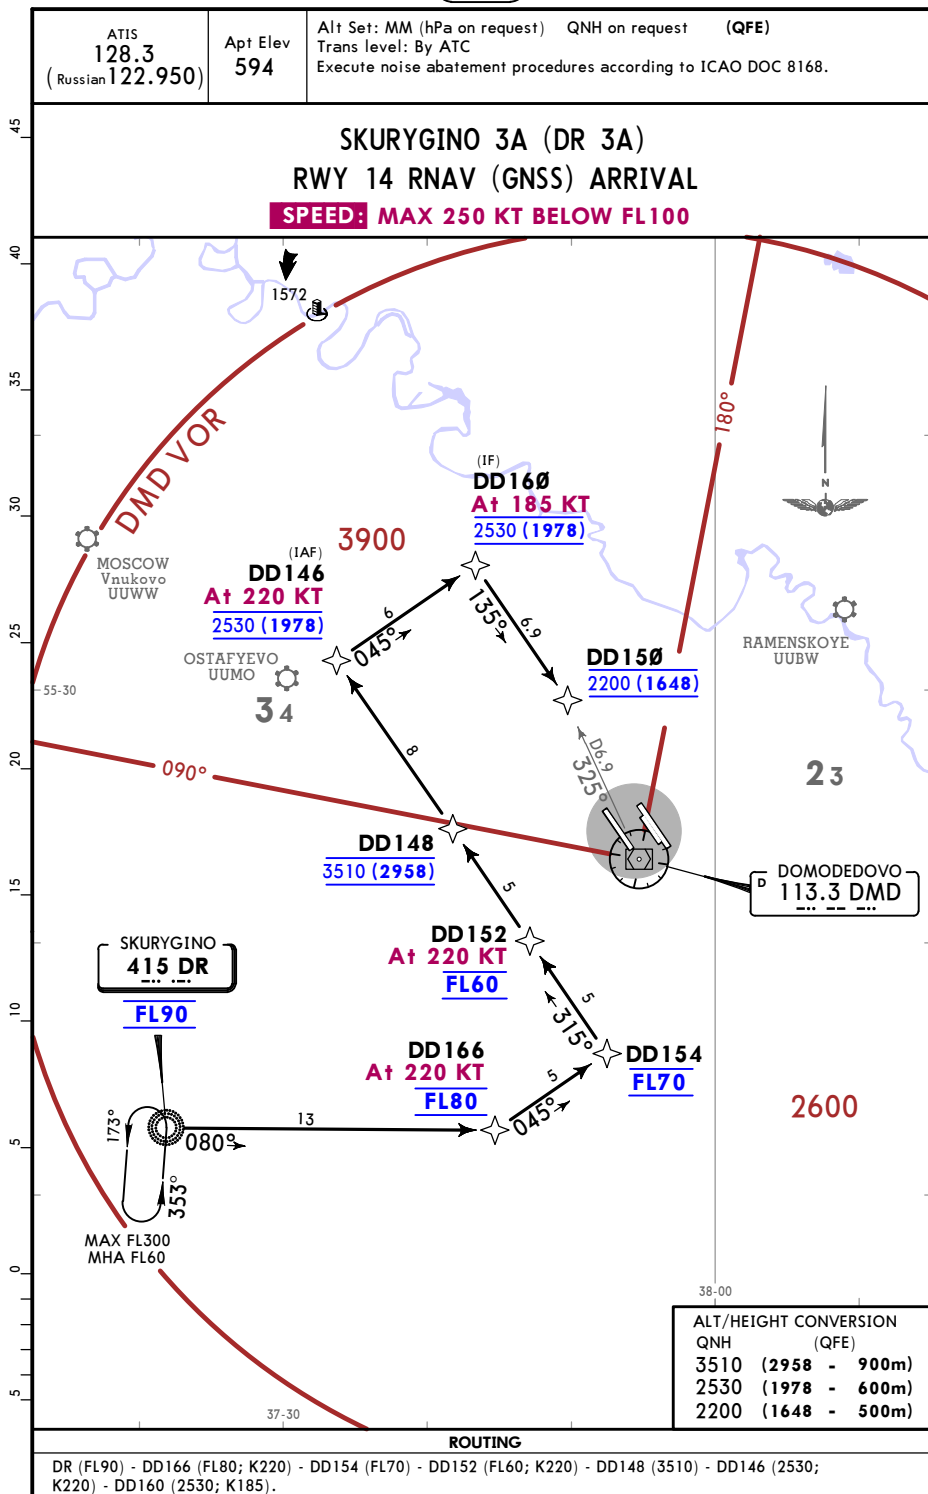 ATIS
128.3
(Russian 122.950)
Apt Elev
594
Alt Set: MM (hPa on request) QNH on request (QFE)
Trans level: By ATC
Execute noise abatement procedures according to ICAO DOC 8168.
SKURYGINO 3A (DR 3A)
RWY 14 RNAV (GNSS) ARRIVAL
SPEED: MAX 250 KT BELOW FL100
45
40
35
30
25
20
15
10
5
0
5
1572
DMD VOR
180°
N
(IF)
DD160
At 185 KT
2530 (1978)
3900
MOSCOW
Vnukovo
UUWW
(IAF)
DD146
At 220 KT
2530 (1978)
6
045°
135°
6.9
OSTAFYEVO
UUMO
34
DD150
2200 (1648)
RAMENSKOYE
UUBW
55-30
8
090°
D6.9
325°
23
DD148
3510 (2958)
DOMODEDOVO
D 113.3 DMD
5
DD152
At 220 KT
FL60
SKURYGINO
415 DR
FL90
5
315°
DD166
At 220 KT
FL80
DD154
FL70
5
045°
2600
173°
353°
13
080°
MAX FL300
MHA FL60
37-30
38-00
ALT/HEIGHT CONVERSION
QNH (QFE)
3510 (2958 - 900m)
2530 (1978 - 600m)
2200 (1648 - 500m)
ROUTING
DR (FL90) - DD166 (FL80; K220) - DD154 (FL70) - DD152 (FL60; K220) - DD148 (3510) - DD146 (2530;
K220) - DD160 (2530; K185).